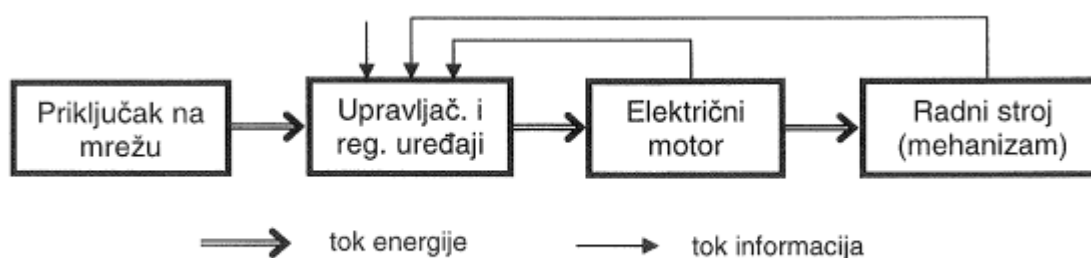 Priključak na
mrežu
Upravljač. i
reg. uređaji
Električni
motor
Radni stroj
(mehanizam)
tok energije
tok informacija